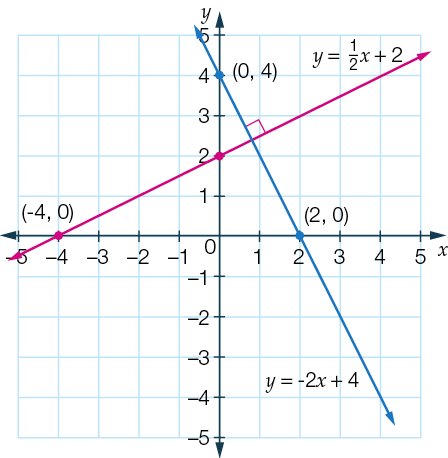 y
5
y = 1/2x + 2
4
(0, 4)
3
2
(-4, 0)
1
(2, 0)
0
x
−5 −4 −3 −2 −1 1 2 3 4 5
−1
−2
−3
y = -2x + 4
−4
−5